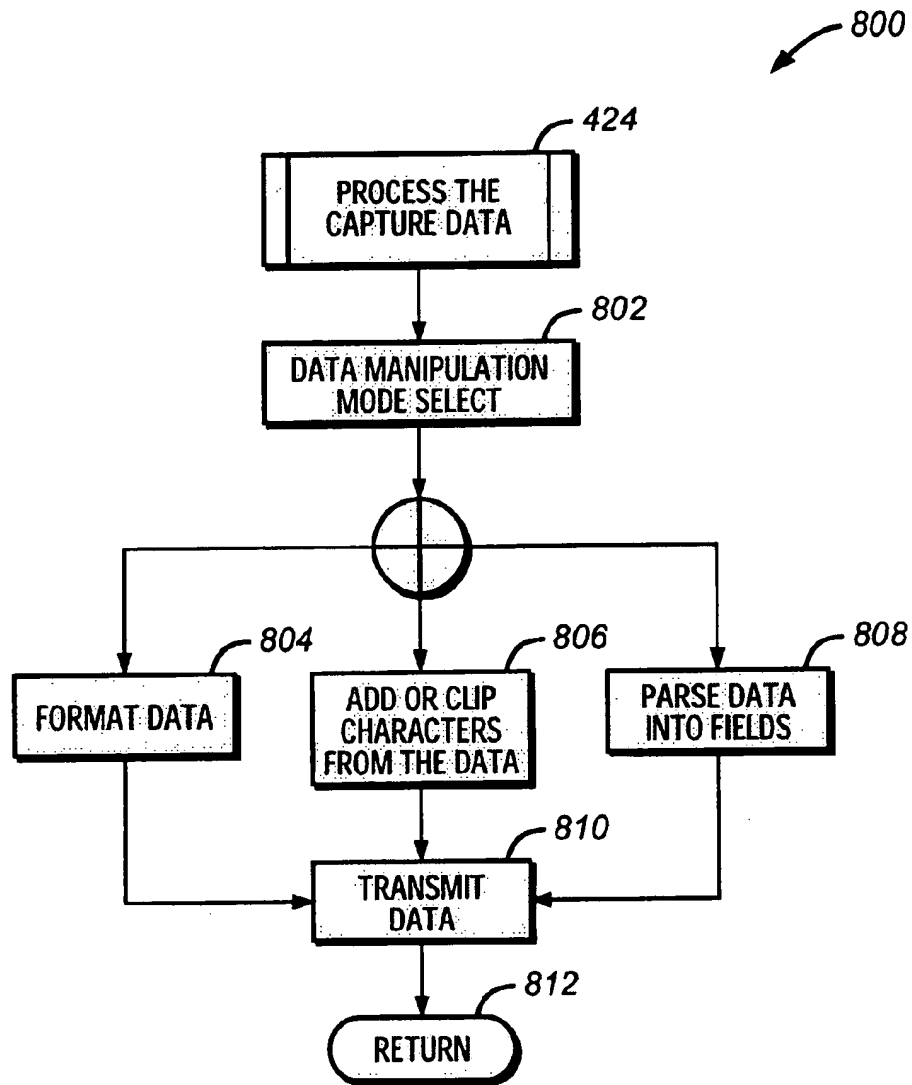 800
424
PROCESS THE
CAPTURE DATA
802
DATA MANIPULATION
MODE SELECT
804
FORMAT DATA
806
ADD OR CLIP
CHARACTERS
FROM THE DATA
808
PARSE DATA
INTO FIELDS
810
TRANSMIT
DATA
812
RETURN